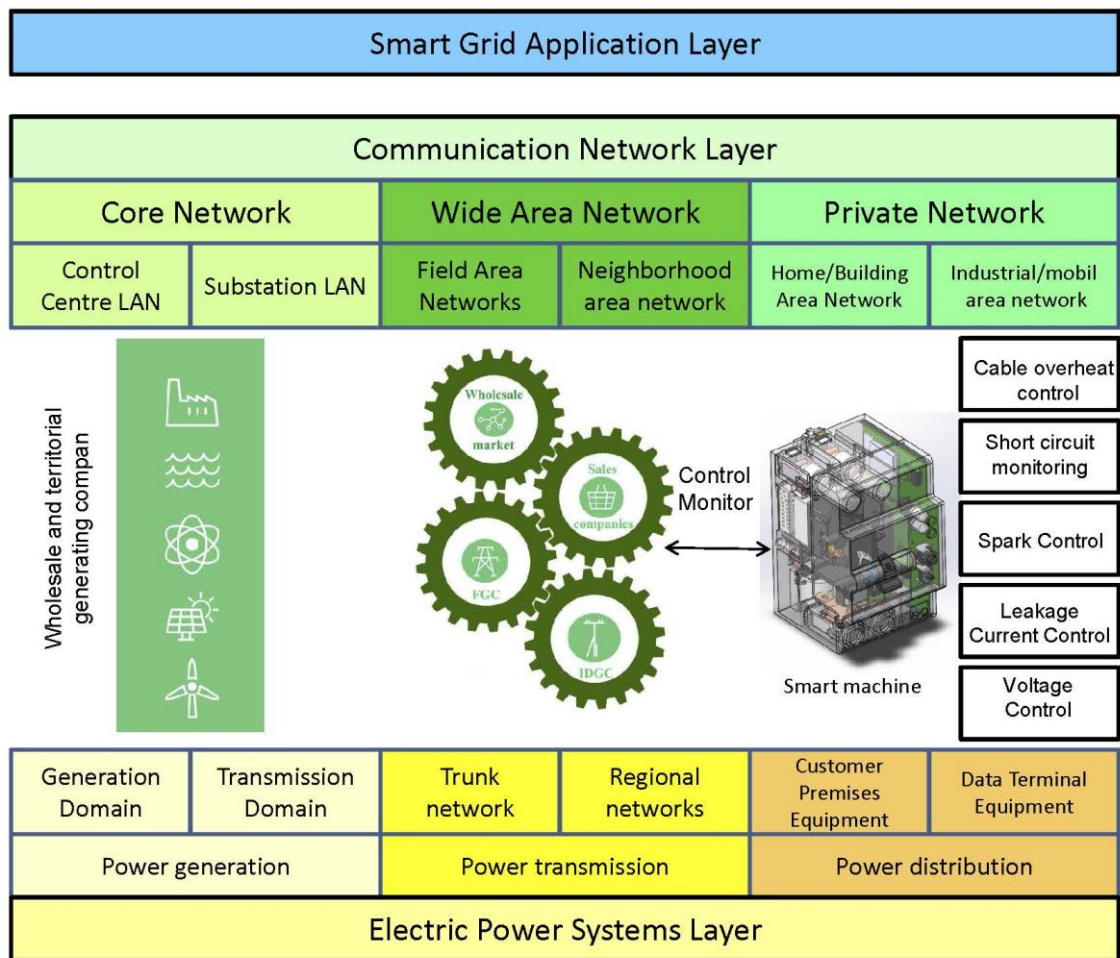 Smart Grid Application Layer
Communication Network Layer
Core Network
Wide Area Network
Private Network
Control
Centre LAN
Substation LAN
Field Area
Networks
Neighborhood
area network
Home/Building
Area Network
Industrial/mobil
area network
Wholesale and territorial
generating compan
Wholesale
market
Sales
companies
FGC
IDGC
Control
Monitor
Smart machine
Cable overheat
control
Short circuit
monitoring
Spark Control
Leakage
Current Control
Voltage
Control
Generation
Domain
Transmission
Domain
Trunk
network
Regional
networks
Customer
Premises
Equipment
Data Terminal
Equipment
Power generation
Power transmission
Power distribution
Electric Power Systems Layer